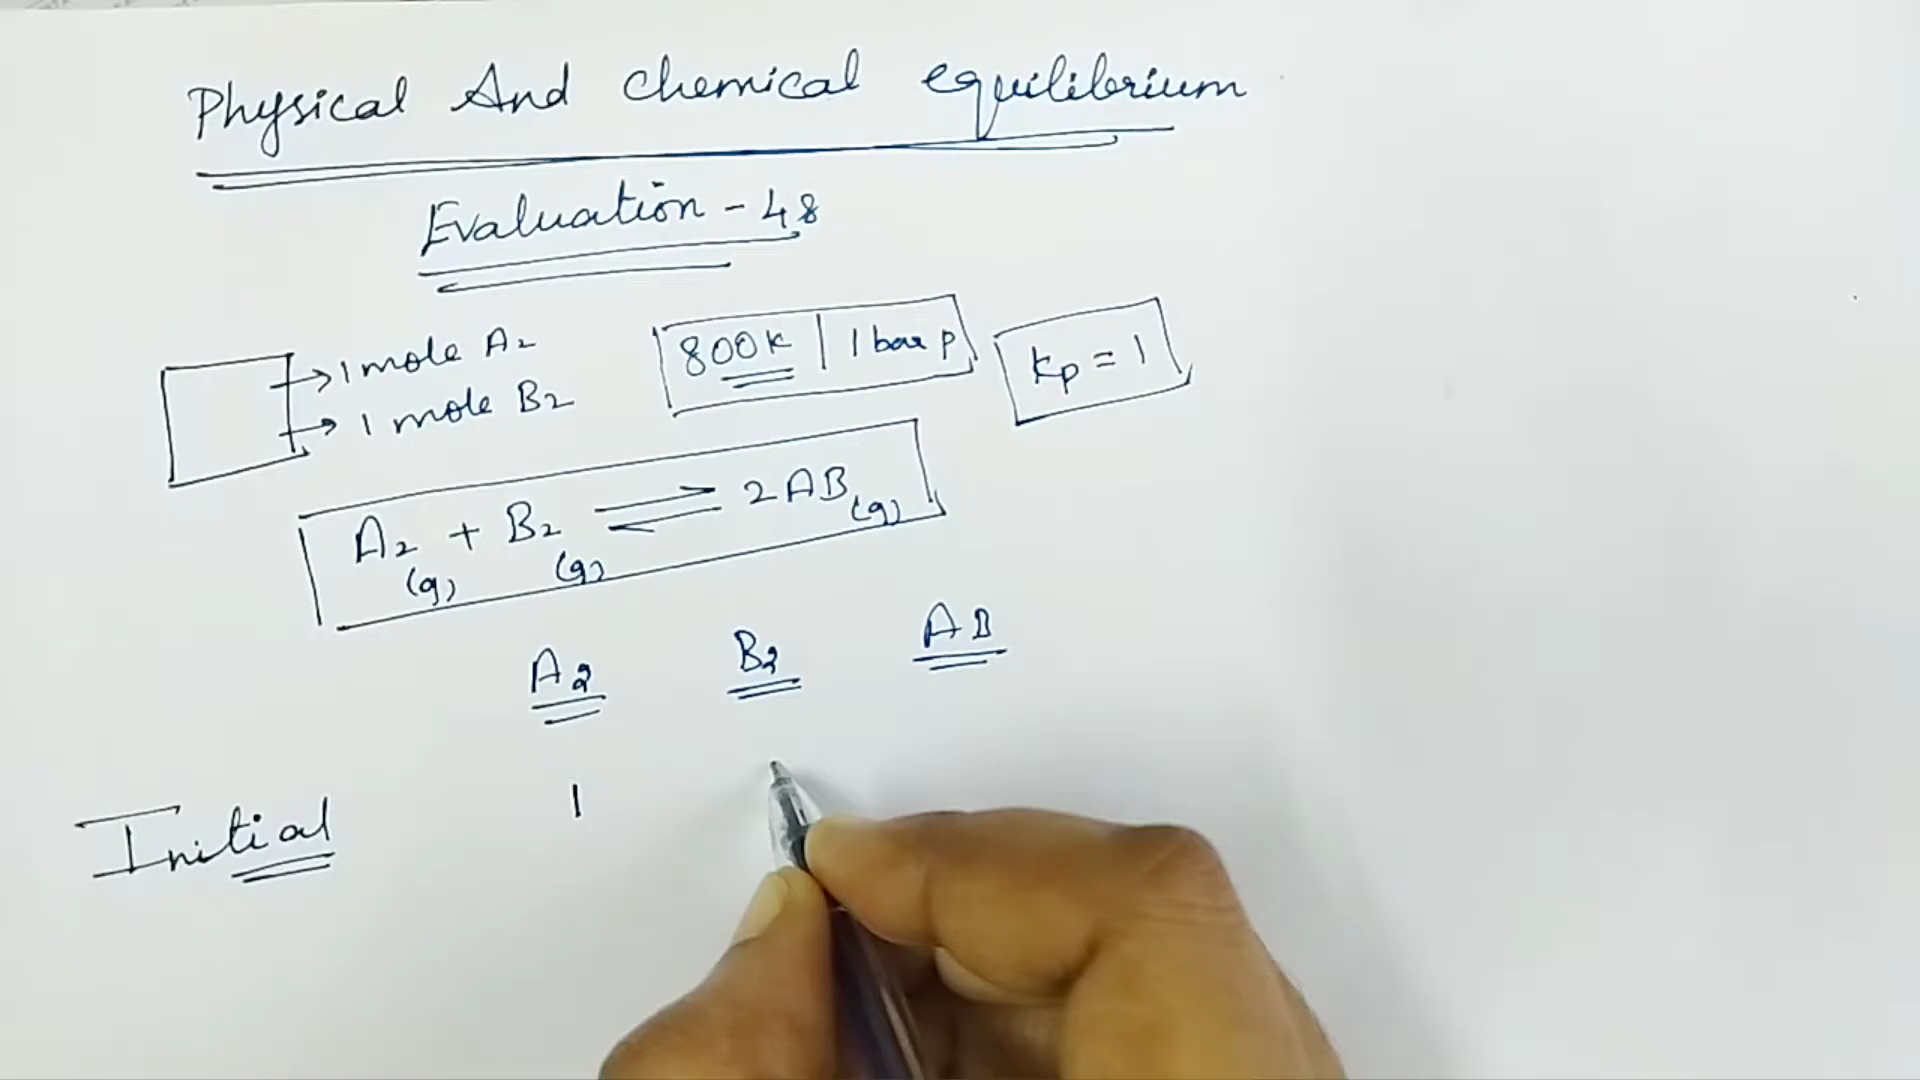 Physical And chemical equilibrium
Evaluation - 48
1 mole A2
1 mole B2
800K | 1 bar p
kp = 1
A2(g) + B2(g) ⇌ 2AB(g)
A2 B2 AB
Initial 1